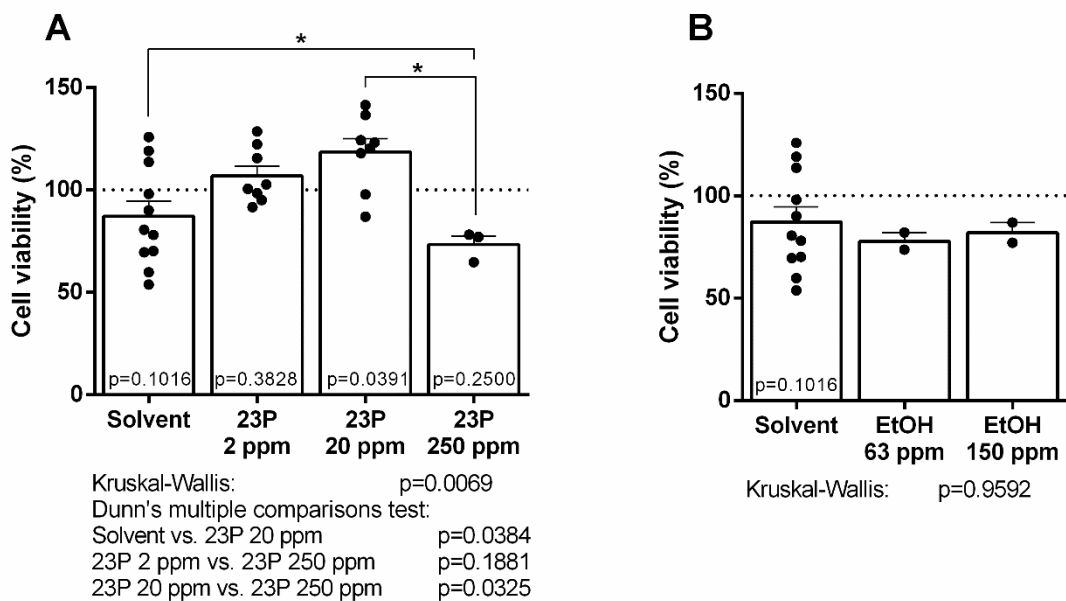 A
*
*
150
100
50
0
Cell viability (%)
p=0.1016 p=0.3828 p=0.0391 p=0.2500
Solvent 23P 23P 23P
2 ppm 20 ppm 250 ppm
Kruskal-Wallis: p=0.0069
Dunn's multiple comparisons test:
Solvent vs. 23P 20 ppm p=0.0384
23P 2 ppm vs. 23P 250 ppm p=0.1881
23P 20 ppm vs. 23P 250 ppm p=0.0325
B
150
100
50
0
Cell viability (%)
p=0.1016
Solvent EtOH EtOH
63 ppm 150 ppm
Kruskal-Wallis: p=0.9592